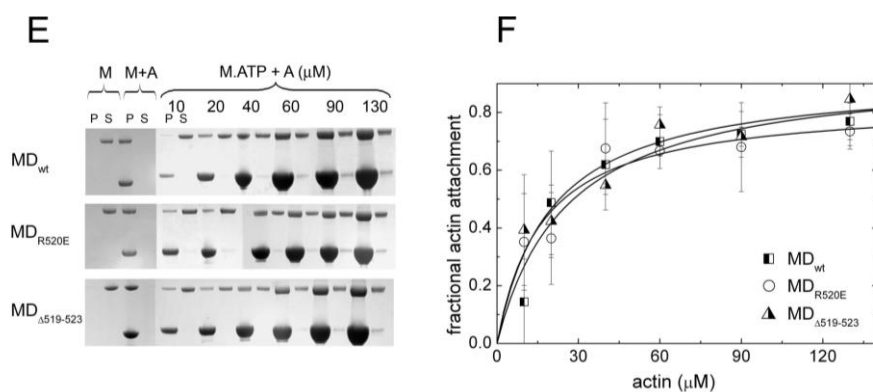 E
M M+A M.ATP + A (μM)
10 20 40 60 90 130
P S P S P S
MDwt
MDR520E
MDΔ519-523
F
fractional actin attachment
0.8
0.6
0.4
0.2
0.0
MDwt
MDR520E
MDΔ519-523
0 30 60 90 120
actin (μM)